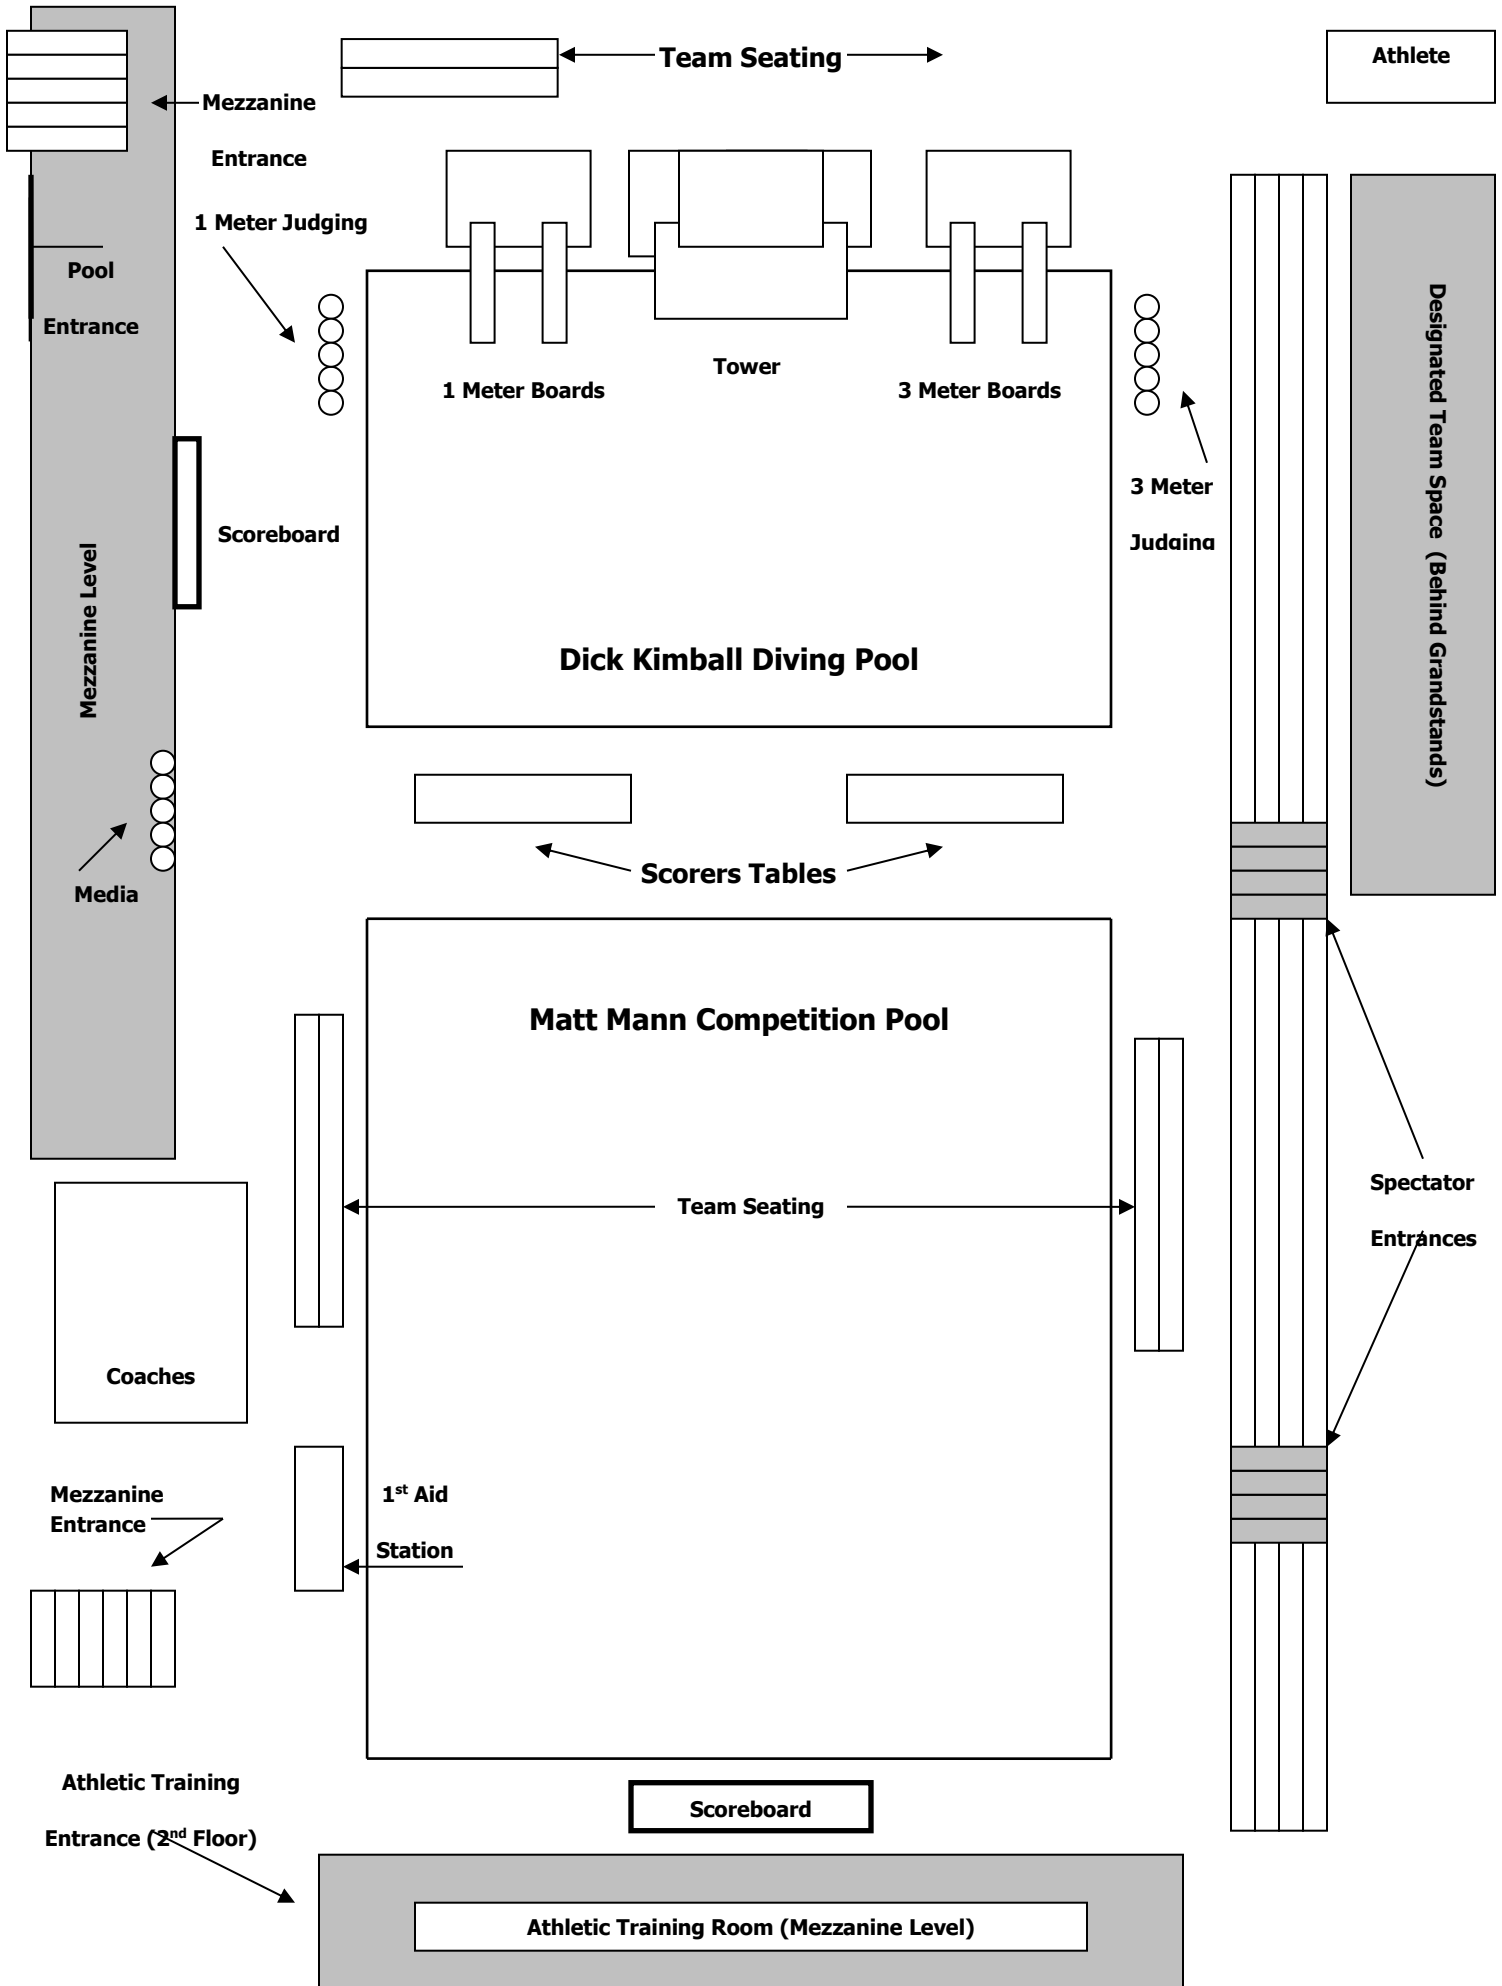 Team Seating
Athlete
Mezzanine
Entrance
1 Meter Judging
Pool
Entrance
Tower
1 Meter Boards
3 Meter Boards
3 Meter
Judging
Designated Team Space (Behind Grandstands)
Scoreboard
Mezzanine Level
Dick Kimball Diving Pool
Media
Scorers Tables
Matt Mann Competition Pool
Team Seating
Spectator
Entrances
Coaches
Mezzanine
Entrance
1st Aid
Station
Athletic Training
Entrance (2nd Floor)
Scoreboard
Athletic Training Room (Mezzanine Level)